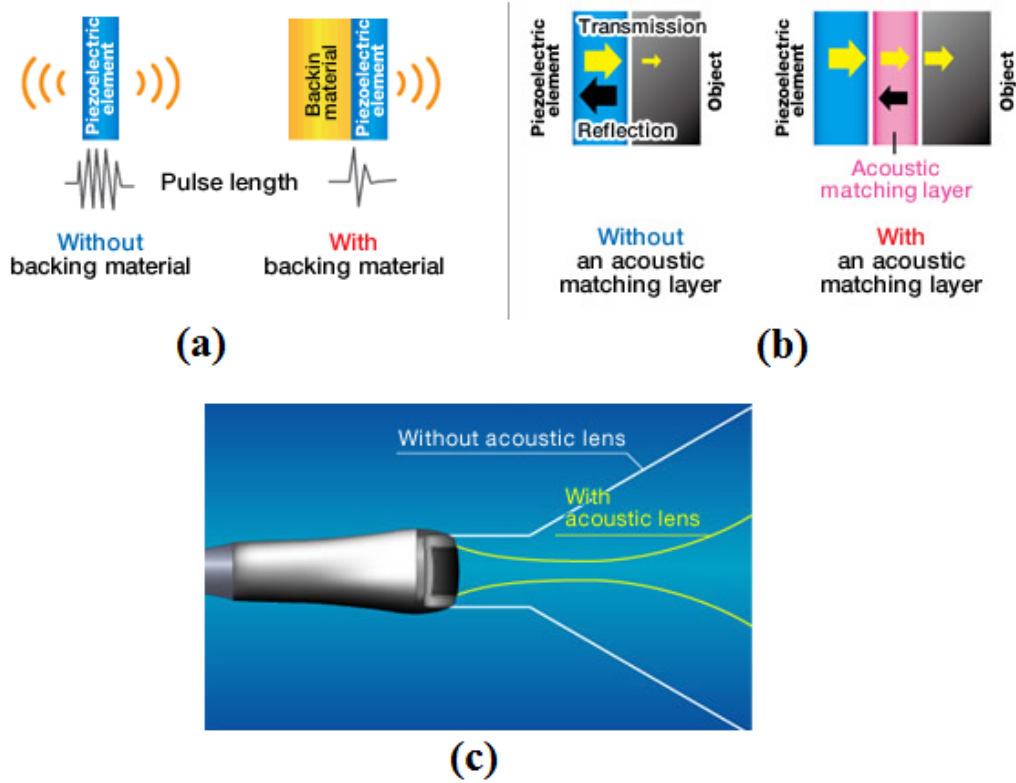 Piezoelectric
element
Backin
material
Piezoelectric
element
Pulse length
Without
backing material
With
backing material
(a)
Piezoelectric
element
Transmission
Reflection
Object
Without
an acoustic
matching layer
Piezoelectric
element
Object
Acoustic
matching layer
With
an acoustic
matching layer
(b)
Without acoustic lens
With
acoustic lens
(c)